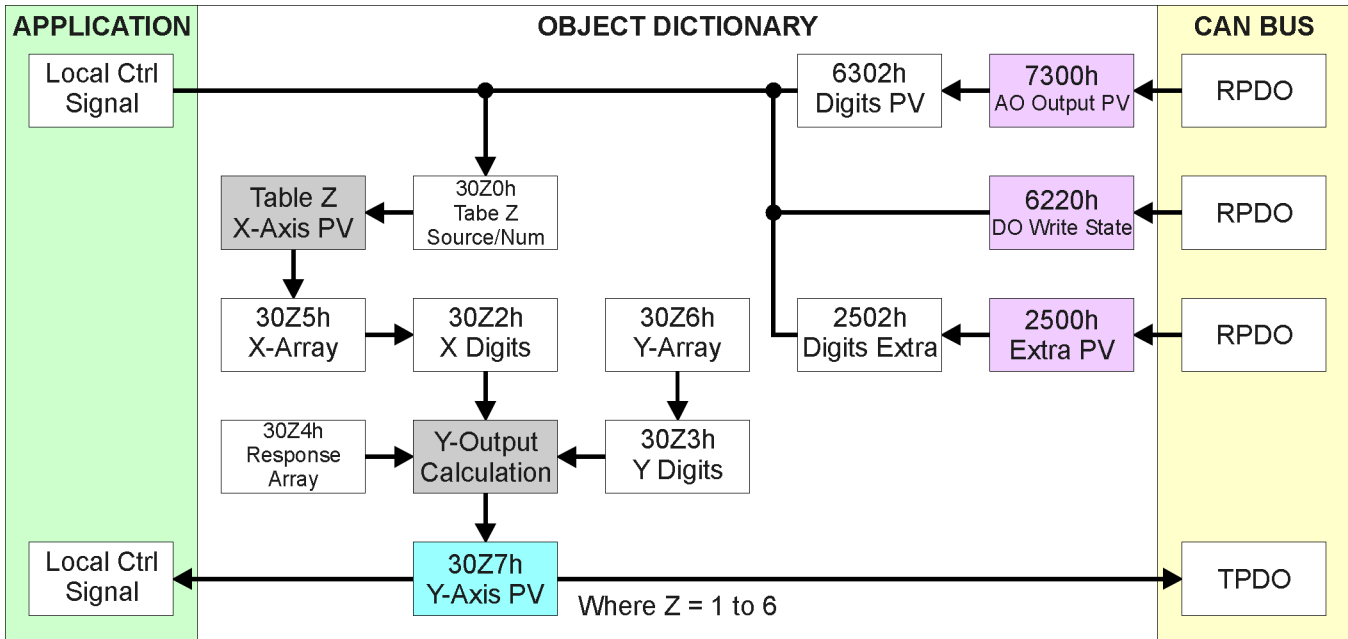 APPLICATION
OBJECT DICTIONARY
CAN BUS
Local Ctrl
Signal
6302h
Digits PV
7300h
AO Output PV
RPDO
Table Z
X-Axis PV
30Z0h
Tabe Z
Source/Num
6220h
DO Write State
RPDO
30Z5h
X-Array
30Z2h
X Digits
30Z6h
Y-Array
2502h
Digits Extra
2500h
Extra PV
RPDO
30Z4h
Response
Array
Y-Output
Calculation
30Z3h
Y Digits
Local Ctrl
Signal
30Z7h
Y-Axis PV
Where Z = 1 to 6
TPDO